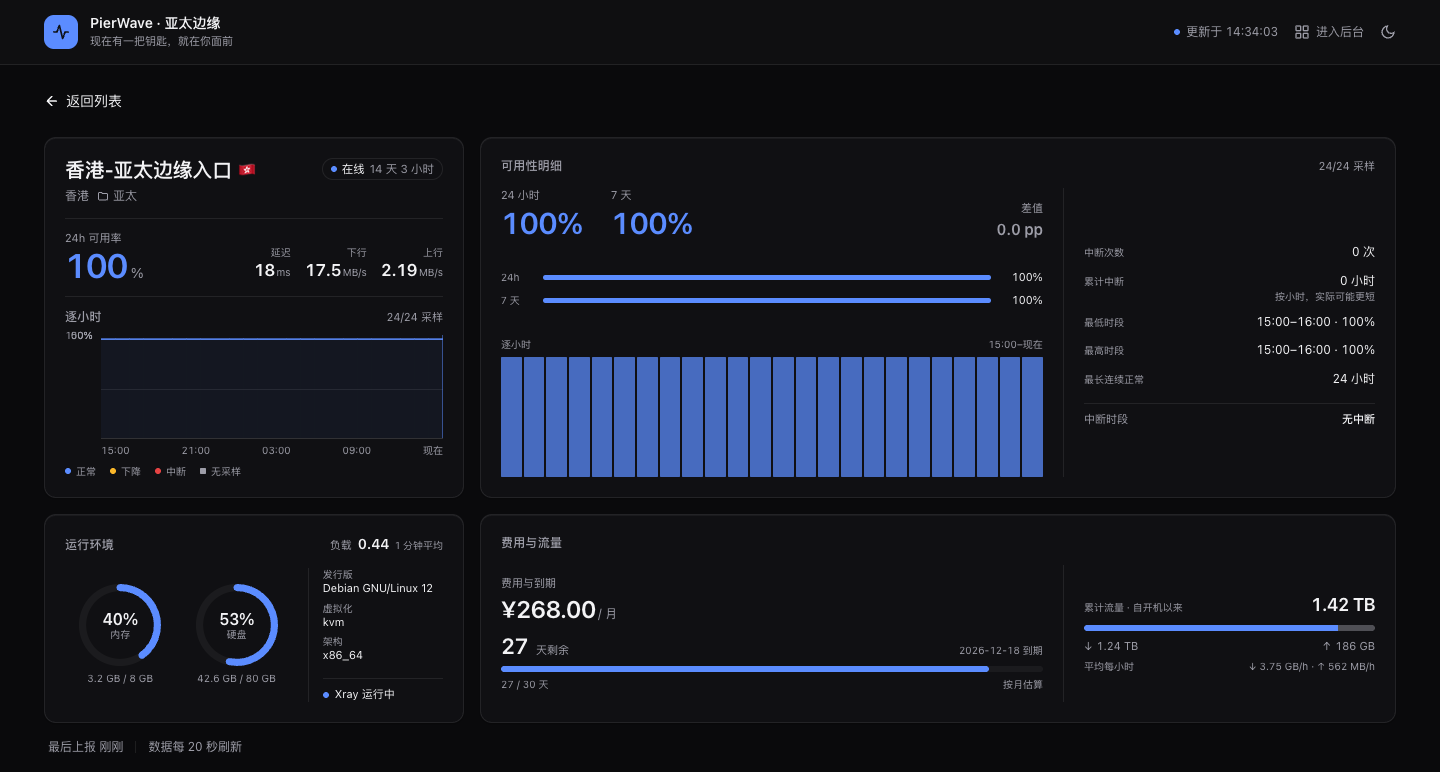 PierWave · 亚太边缘
现在有一把钥匙，就在你面前
更新于 14:34:03
进入后台
返回列表
香港-亚太边缘入口
在线 14 天 3 小时
香港 亚太
24h 可用率
100 %
延迟
18 ms
下行
17.5 MB/s
上行
2.19 MB/s
逐小时
24/24 采样
15:00 21:00 03:00 09:00 现在
正常 下降 中断 无采样
可用性明细
24/24 采样
24 小时
100%
7 天
100%
差值
0.0 pp
24h 100%
7 天 100%
逐小时
15:00–现在
中断次数 0 次
累计中断 0 小时
按小时，实际可能更短
最低时段 15:00–16:00 · 100%
最高时段 15:00–16:00 · 100%
最长连续正常 24 小时
中断时段 无中断
运行环境
负载 0.44 1 分钟平均
40%
内存
3.2 GB / 8 GB
53%
硬盘
42.6 GB / 80 GB
发行版
Debian GNU/Linux 12
虚拟化
kvm
架构
x86_64
Xray 运行中
费用与流量
费用与到期
¥268.00 / 月
27 天剩余
2026-12-18 到期
27 / 30 天
按月估算
累计流量 · 自开机以来 1.42 TB
↓ 1.24 TB ↑ 186 GB
平均每小时 ↓ 3.75 GB/h · ↑ 562 MB/h
最后上报 刚刚
数据每 20 秒刷新